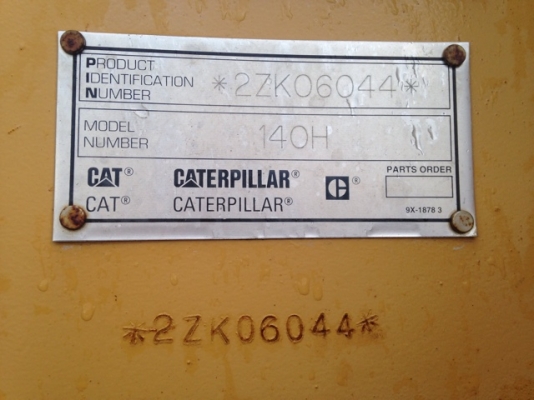 PRODUCT
IDENTIFICATION
NUMBER
*2ZK06044*
MODEL
NUMBER
140H
CAT® CATERPILLAR® C®
CAT® CATERPILLAR®
PARTS ORDER
9X-1878 3
*2ZK06044*